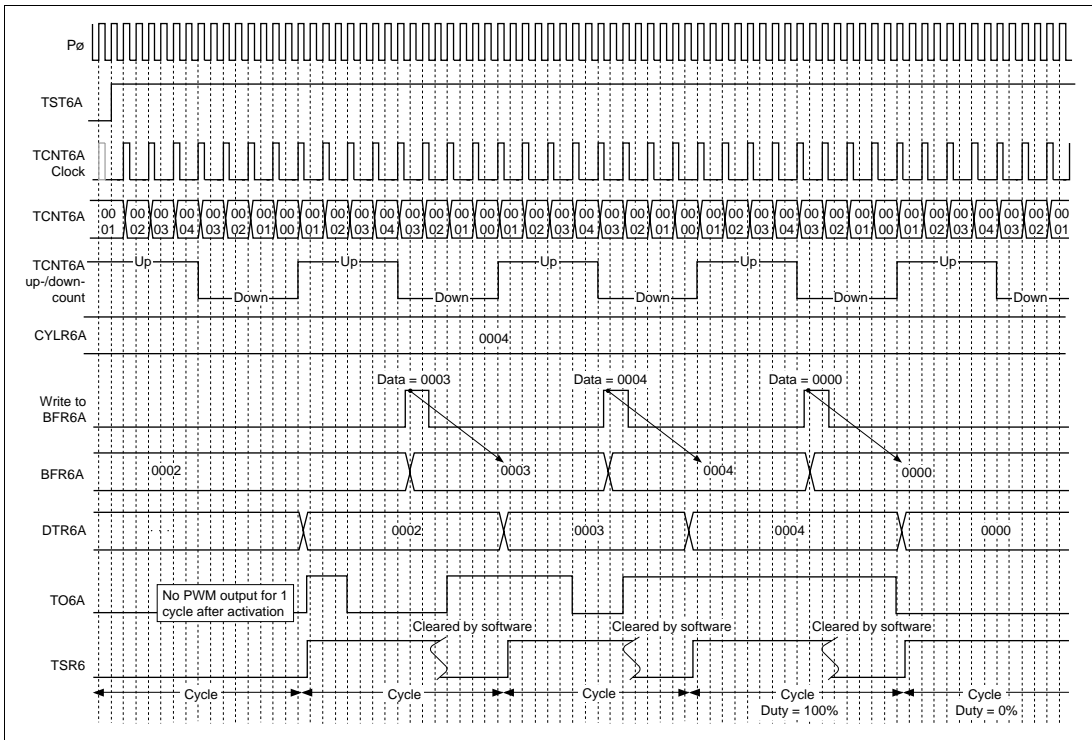 Pø
TST6A
TCNT6A
Clock
TCNT6A
00 00 00 00 00 00 00 00 00 00 00 00 00 00 00 00 00 00 00 00 00 00 00 00 00 00 00 00 00 00 00 00 00 00 00 00 00 00 00
01 02 03 04 03 02 01 00 01 02 03 04 03 02 01 00 01 02 03 04 03 02 01 00 01 02 03 04 03 02 01 00 01 02 03 04 03 02 01
TCNT6A
up-/down-
count
Up Down Up Down Up Down Up Down Up Down
CYLR6A
0004
Data = 0003 Data = 0004 Data = 0000
Write to
BFR6A
BFR6A
0002 0003 0004 0000
DTR6A
0002 0003 0004 0000
TO6A
No PWM output for 1
cycle after activation
Cleared by software Cleared by software Cleared by software
TSR6
Cycle Cycle Cycle Cycle Cycle
Duty = 100% Duty = 0%